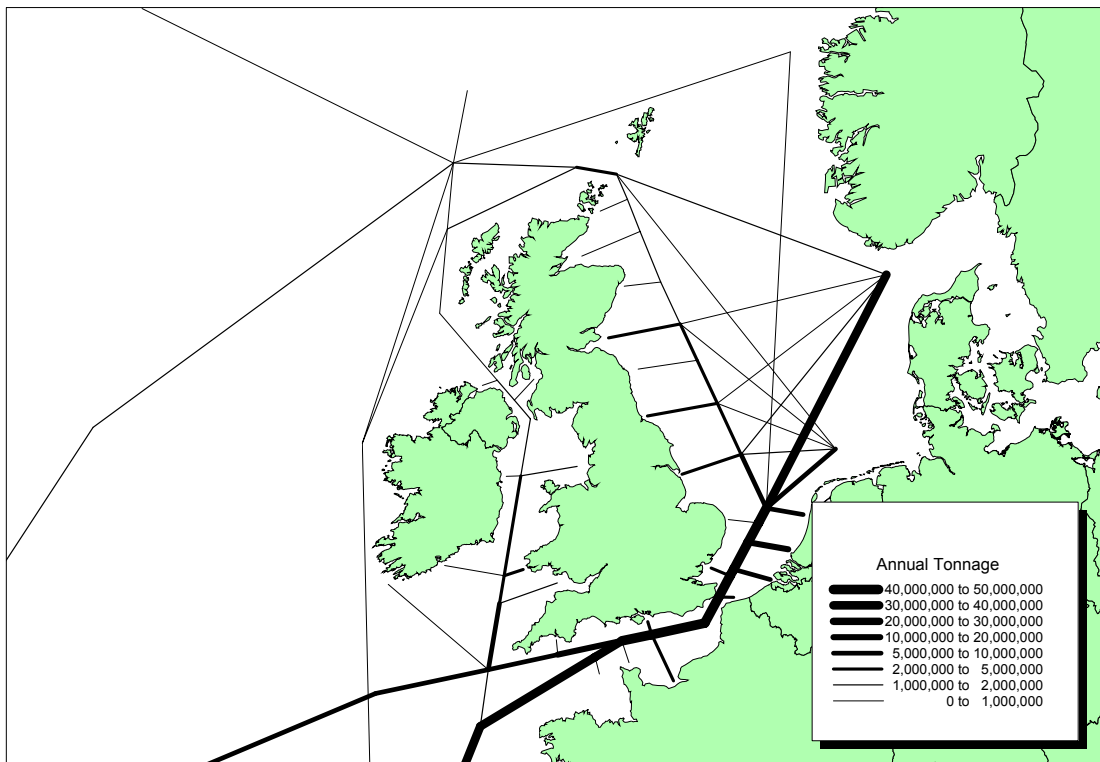 Annual Tonnage
40,000,000 to 50,000,000
30,000,000 to 40,000,000
20,000,000 to 30,000,000
10,000,000 to 20,000,000
5,000,000 to 10,000,000
2,000,000 to 5,000,000
1,000,000 to 2,000,000
0 to 1,000,000